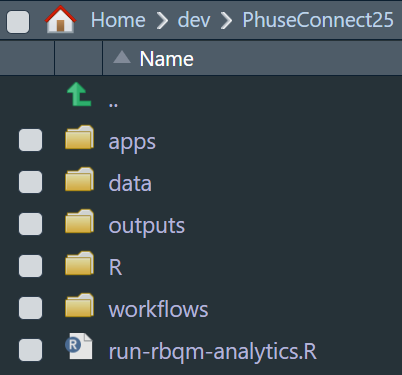 Home dev PhuseConnect25
Name
..
apps
data
outputs
R
workflows
R run-rbqm-analytics.R